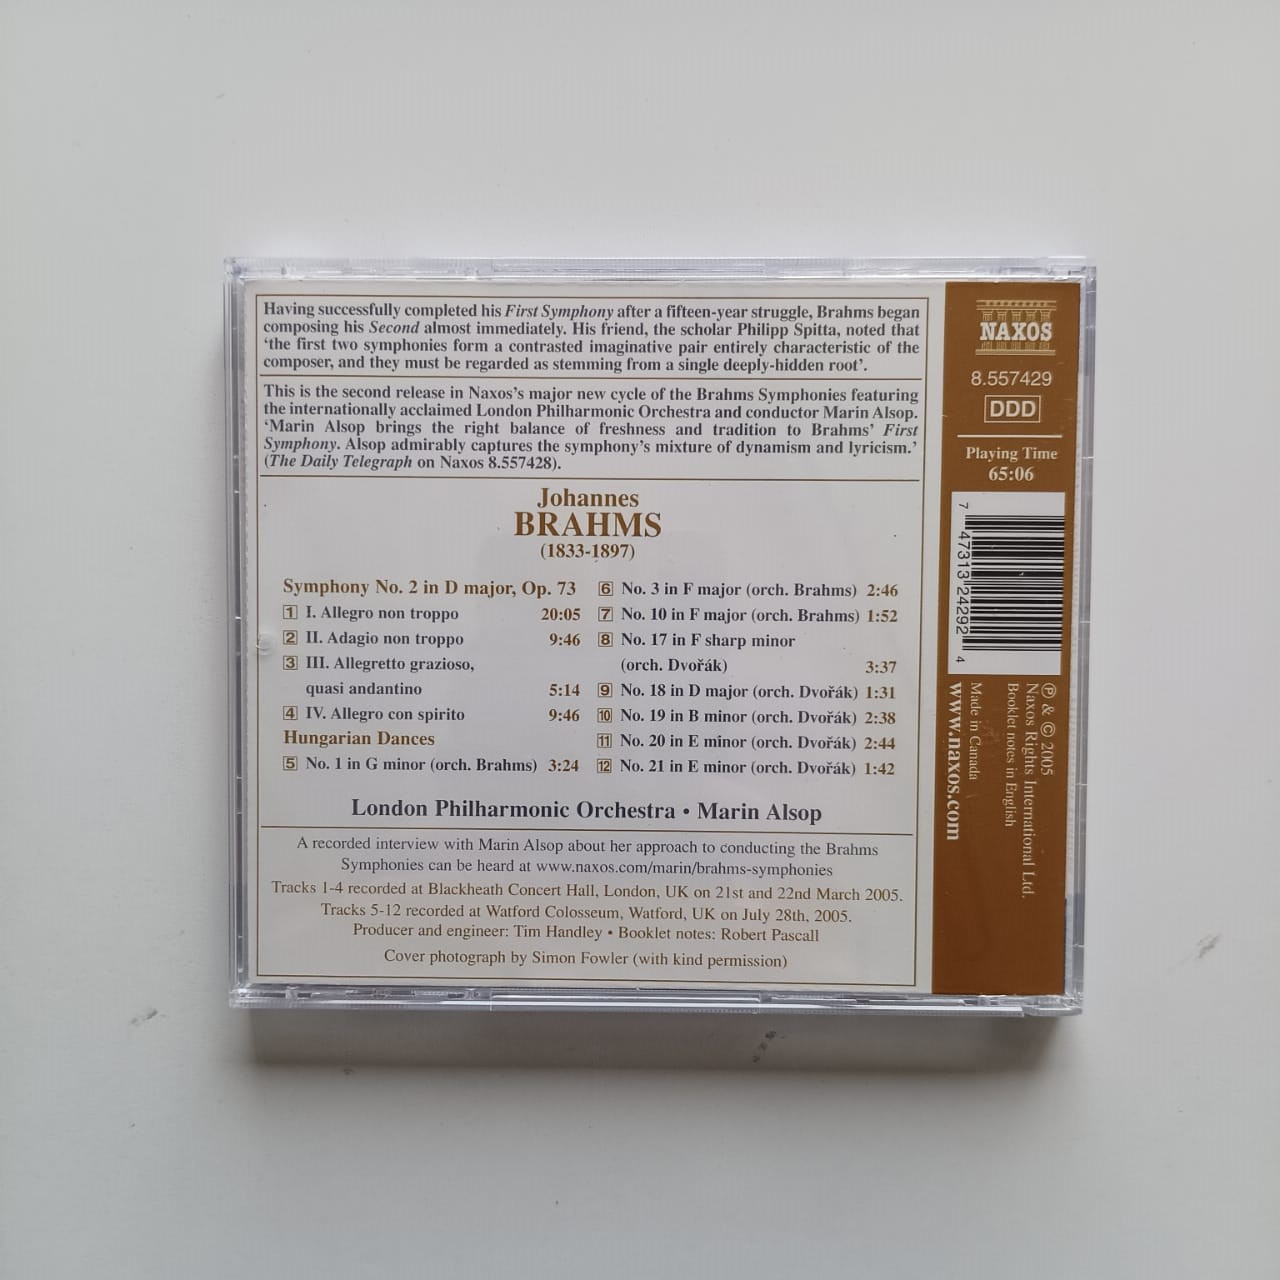 Having successfully completed his First Symphony after a fifteen-year struggle, Brahms began
composing his Second almost immediately. His friend, the scholar Philipp Spitta, noted that
‘the first two symphonies form a contrasted imaginative pair entirely characteristic of the
composer, and they must be regarded as stemming from a single deeply-hidden root’.
This is the second release in Naxos’s major new cycle of the Brahms Symphonies featuring
the internationally acclaimed London Philharmonic Orchestra and conductor Marin Alsop.
‘Marin Alsop brings the right balance of freshness and tradition to Brahms’ First
Symphony. Alsop admirably captures the symphony’s mixture of dynamism and lyricism.’
(The Daily Telegraph on Naxos 8.557428).
Johannes
BRAHMS
(1833-1897)
Symphony No. 2 in D major, Op. 73
1 I. Allegro non troppo 20:05
2 II. Adagio non troppo 9:46
3 III. Allegretto grazioso,
quasi andantino 5:14
4 IV. Allegro con spirito 9:46
Hungarian Dances
5 No. 1 in G minor (orch. Brahms) 3:24
6 No. 3 in F major (orch. Brahms) 2:46
7 No. 10 in F major (orch. Brahms) 1:52
8 No. 17 in F sharp minor
(orch. Dvořák) 3:37
9 No. 18 in D major (orch. Dvořák) 1:31
10 No. 19 in B minor (orch. Dvořák) 2:38
11 No. 20 in E minor (orch. Dvořák) 2:44
12 No. 21 in E minor (orch. Dvořák) 1:42
London Philharmonic Orchestra • Marin Alsop
A recorded interview with Marin Alsop about her approach to conducting the Brahms
Symphonies can be heard at www.naxos.com/marin/brahms-symphonies
Tracks 1-4 recorded at Blackheath Concert Hall, London, UK on 21st and 22nd March 2005.
Tracks 5-12 recorded at Watford Colosseum, Watford, UK on July 28th, 2005.
Producer and engineer: Tim Handley • Booklet notes: Robert Pascall
Cover photograph by Simon Fowler (with kind permission)
NAXOS
8.557429
DDD
Playing Time
65:06
7 47313 24292 4
℗ & © 2005
Naxos Rights International Ltd.
Booklet notes in English
Made in Canada
www.naxos.com